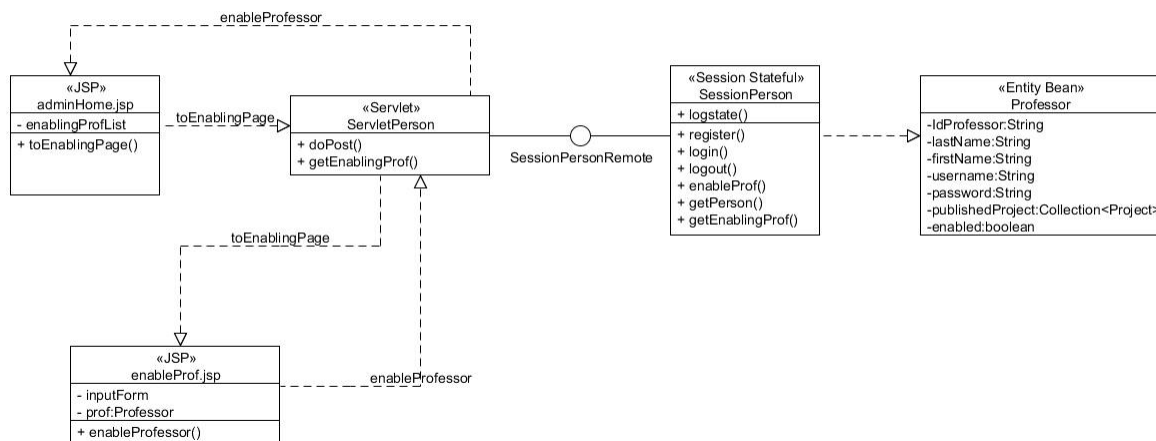 enableProfessor
«JSP»
adminHome.jsp
- enablingProfList
+ toEnablingPage()
toEnablingPage
«Servlet»
ServletPerson
+ doPost()
+ getEnablingProf()
SessionPersonRemote
«Session Stateful»
SessionPerson
+ logstate()
+ register()
+ login()
+ logout()
+ enableProf()
+ getPerson()
+ getEnablingProf()
«Entity Bean»
Professor
-IdProfessor:String
-lastName:String
-firstName:String
-username:String
-password:String
-publishedProject:Collection<Project>
-enabled:boolean
toEnablingPage
«JSP»
enableProf.jsp
- inputForm
- prof:Professor
+ enableProfessor()
enableProfessor